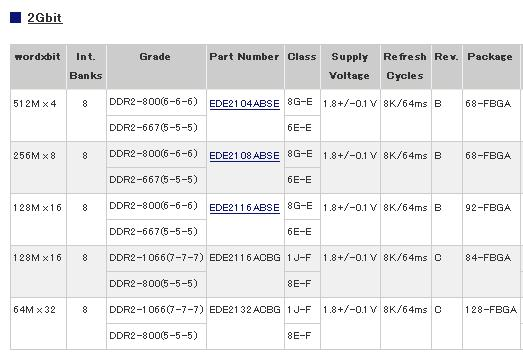 2Gbit
wordxbit Int. Banks Grade Part Number Class Supply Voltage Refresh Cycles Rev. Package
512M x 4 8 DDR2-800(6-6-6) EDE2104ABSE 8G-E 1.8+/-0.1V 8K/64ms B 68-FBGA
DDR2-667(5-5-5) 6E-E
256M x 8 8 DDR2-800(6-6-6) EDE2108ABSE 8G-E 1.8+/-0.1V 8K/64ms B 68-FBGA
DDR2-667(5-5-5) 6E-E
128M x 16 8 DDR2-800(6-6-6) EDE2116ABSE 8G-E 1.8+/-0.1V 8K/64ms B 92-FBGA
DDR2-667(5-5-5) 6E-E
128M x 16 8 DDR2-1066(7-7-7) EDE2116ACBG 1J-F 1.8+/-0.1V 8K/64ms C 84-FBGA
DDR2-800(5-5-5) 8E-F
64M x 32 8 DDR2-1066(7-7-7) EDE2132ACBG 1J-F 1.8+/-0.1V 8K/64ms C 128-FBGA
DDR2-800(5-5-5) 8E-F